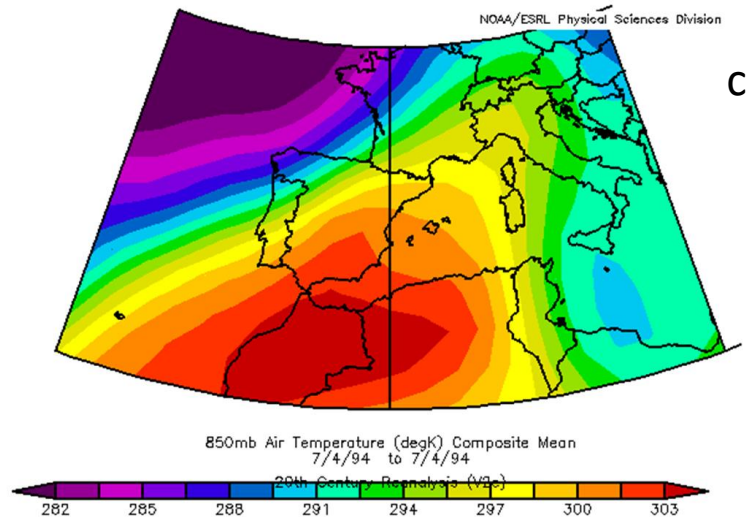 NOAA/ESRL Physical Sciences Division
c
850mb Air Temperature (degK) Composite Mean
7/4/94 to 7/4/94
20th Century Reanalysis (V2c)
282 285 288 291 294 297 300 303